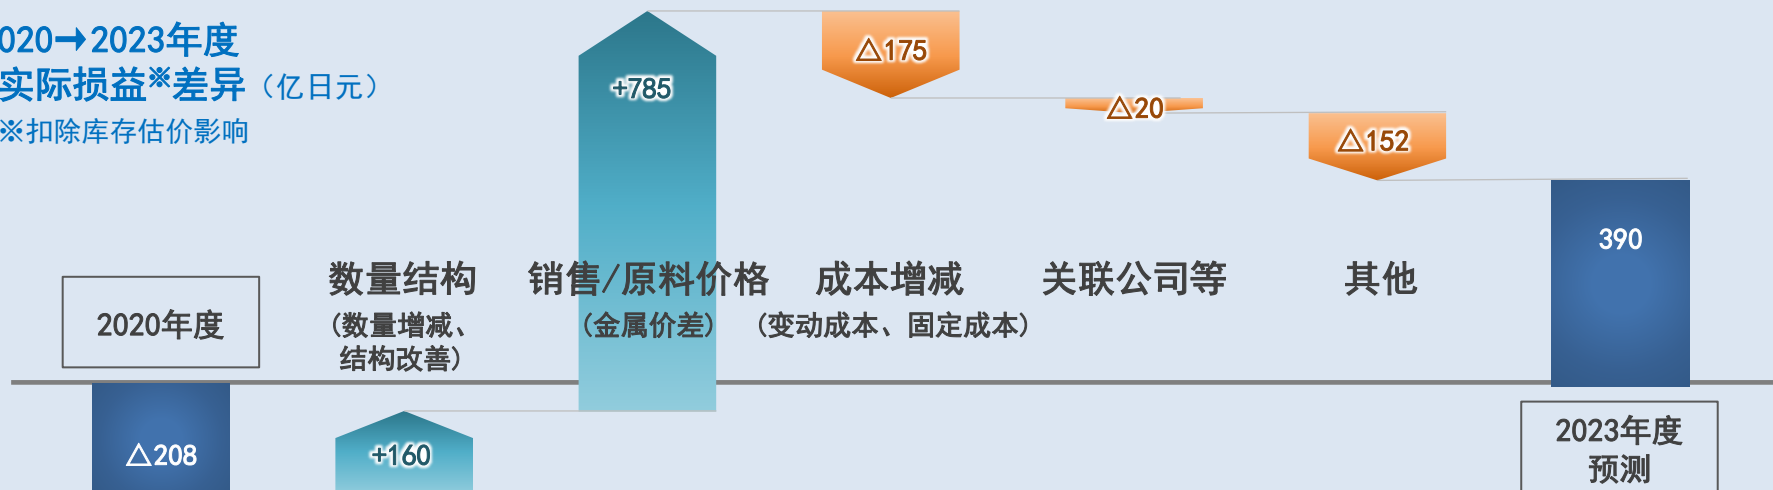 020→2023年度
实际损益※差异（亿日元）
※扣除库存估价影响
+785
△175
△20
△152
390
数量结构
（数量增减、
结构改善）
销售/原料价格
（金属价差）
成本增减
（变动成本、固定成本）
关联公司等
其他
2020年度
△208
+160
2023年度
预测